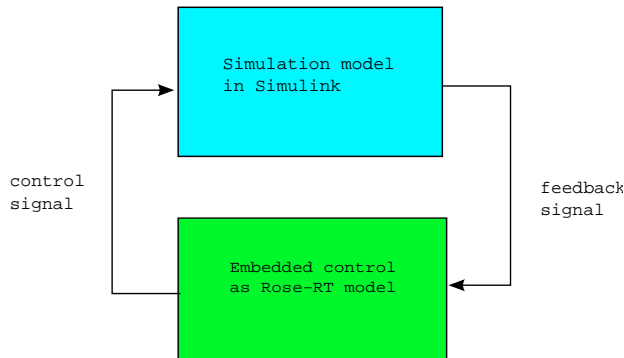 Simulation model
in Simulink
control
signal
feedback
signal
Embedded control
as Rose-RT model